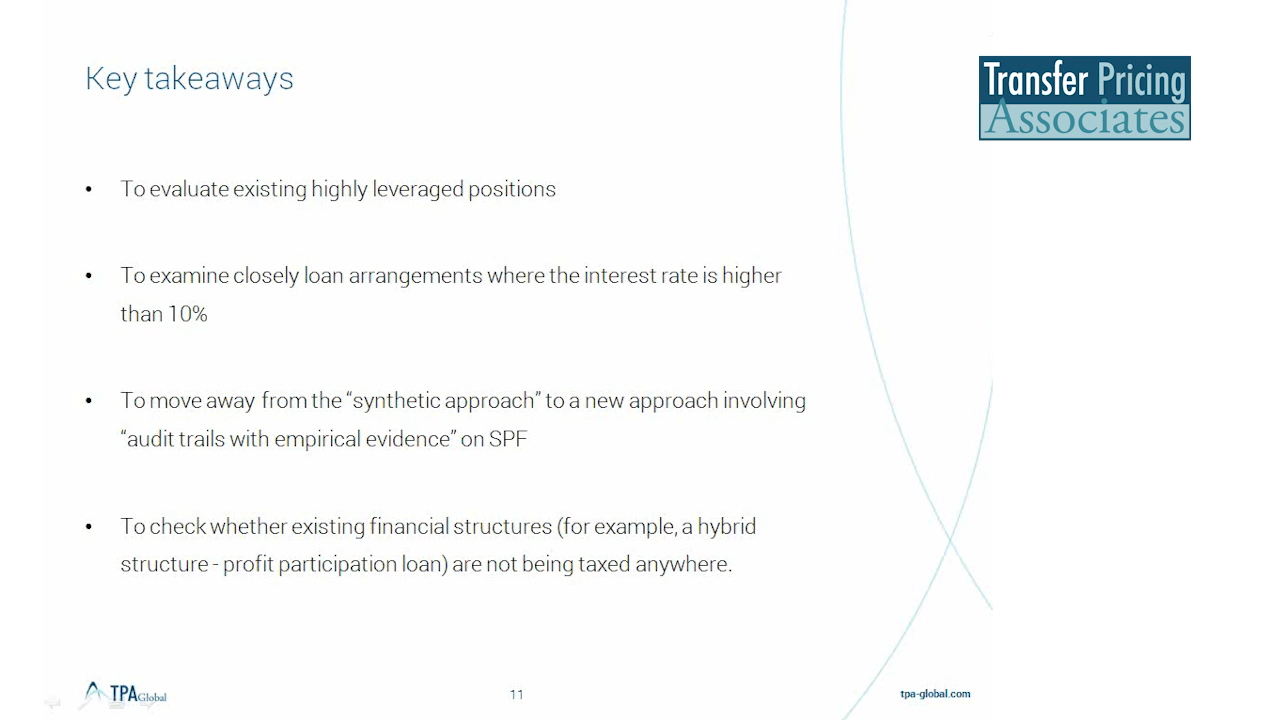 Key takeaways
Transfer Pricing
Associates
• To evaluate existing highly leveraged positions
• To examine closely loan arrangements where the interest rate is higher
than 10%
• To move away from the “synthetic approach” to a new approach involving
“audit trails with empirical evidence” on SPF
• To check whether existing financial structures (for example, a hybrid
structure - profit participation loan) are not being taxed anywhere.
TPA Global
11
tpa-global.com